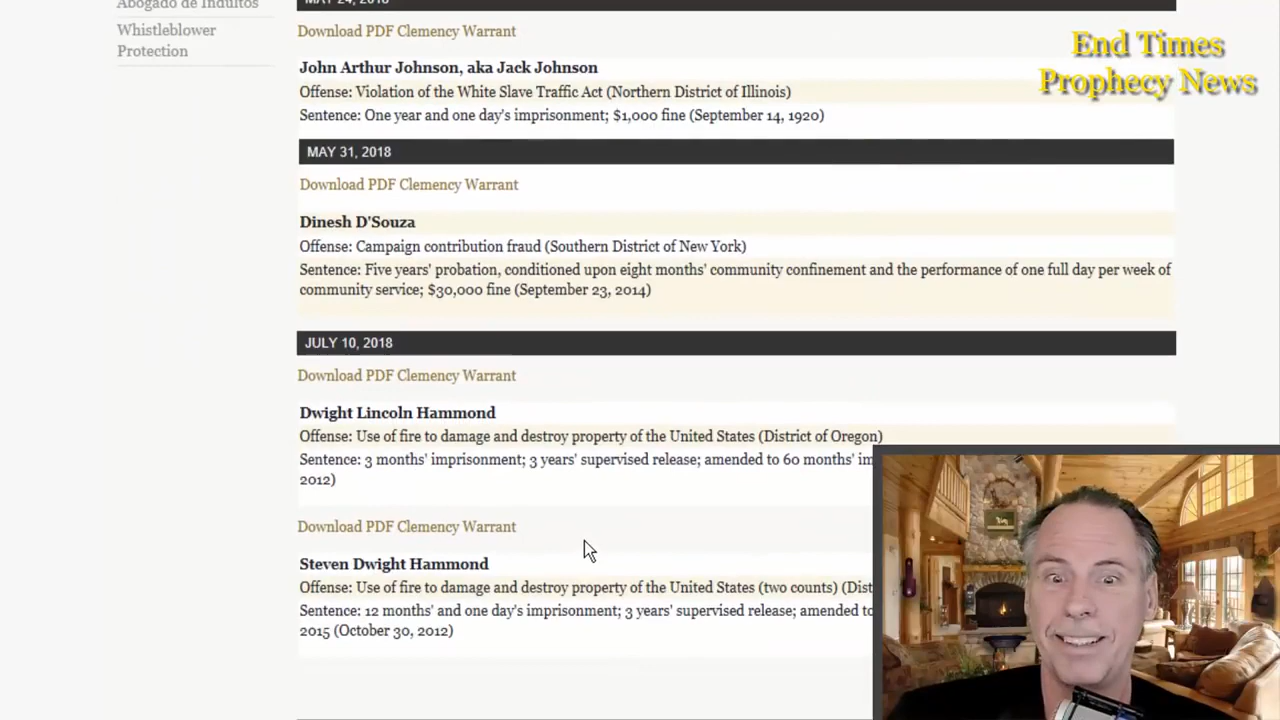 Abogado de Indultos
Whistleblower
Protection
MAY 24, 2018
Download PDF Clemency Warrant
John Arthur Johnson, aka Jack Johnson
Offense: Violation of the White Slave Traffic Act (Northern District of Illinois)
Sentence: One year and one day's imprisonment; $1,000 fine (September 14, 1920)
MAY 31, 2018
Download PDF Clemency Warrant
Dinesh D'Souza
Offense: Campaign contribution fraud (Southern District of New York)
Sentence: Five years' probation, conditioned upon eight months' community confinement and the performance of one full day per week of
community service; $30,000 fine (September 23, 2014)
JULY 10, 2018
Download PDF Clemency Warrant
Dwight Lincoln Hammond
Offense: Use of fire to damage and destroy property of the United States (District of Oregon)
Sentence: 3 months' imprisonment; 3 years' supervised release; amended to 60 months' im
2012)
Download PDF Clemency Warrant
Steven Dwight Hammond
Offense: Use of fire to damage and destroy property of the United States (two counts) (Dist
Sentence: 12 months' and one day's imprisonment; 3 years' supervised release; amended to
2015 (October 30, 2012)
End Times
Prophecy News